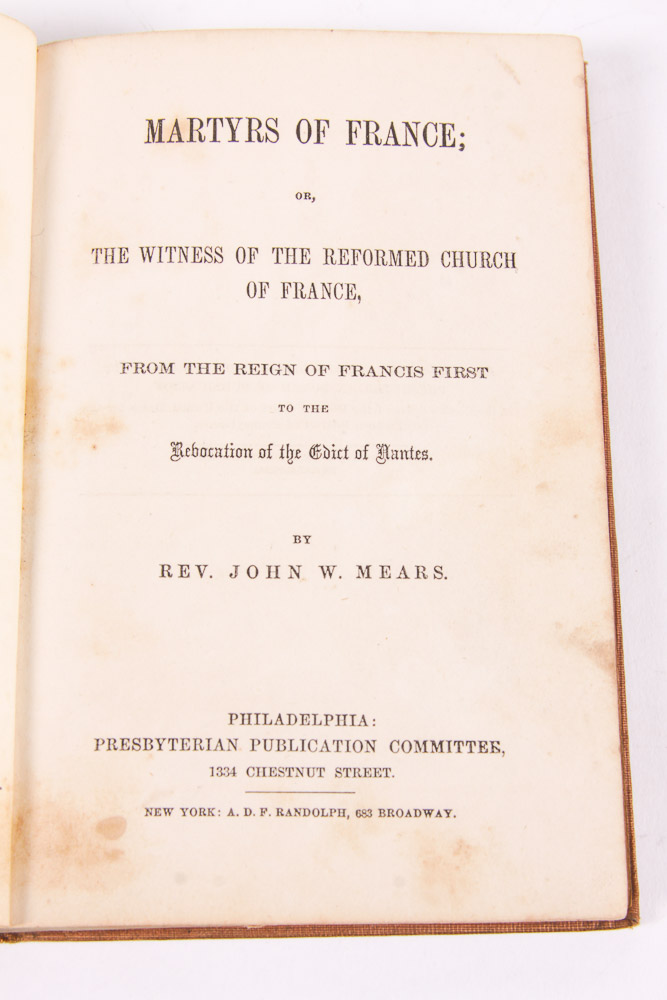 MARTYRS OF FRANCE;
OR,
THE WITNESS OF THE REFORMED CHURCH
OF FRANCE,
FROM THE REIGN OF FRANCIS FIRST
TO THE
Revocation of the Edict of Nantes.
BY
REV. JOHN W. MEARS.
PHILADELPHIA:
PRESBYTERIAN PUBLICATION COMMITTEE,
1334 CHESTNUT STREET.
NEW YORK: A. D. F. RANDOLPH, 683 BROADWAY.